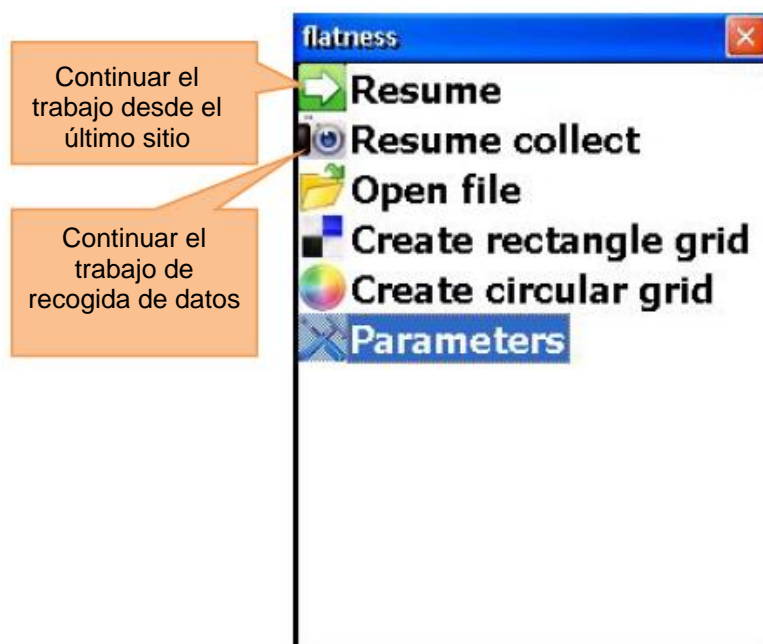 flatness
Continuar el
trabajo desde el
último sitio
Continuar el
trabajo de
recogida de datos
Resume
Resume collect
Open file
Create rectangle grid
Create circular grid
Parameters